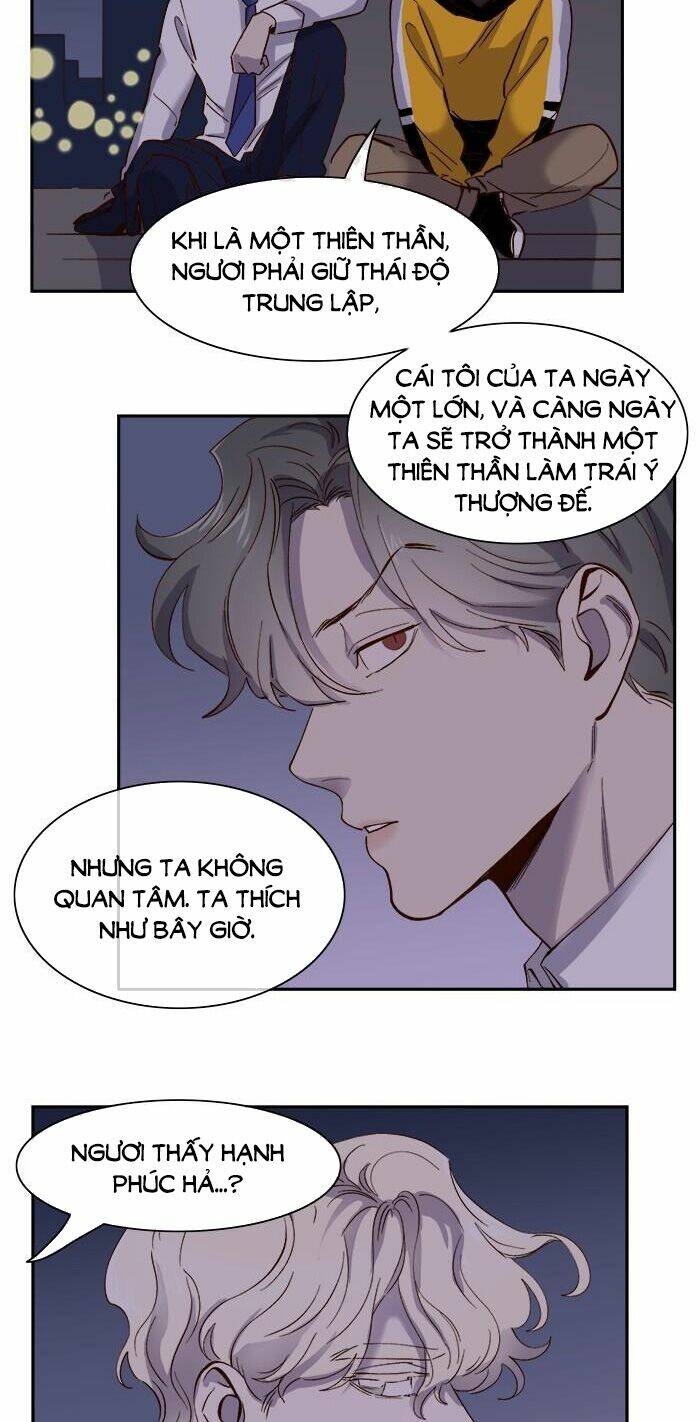 KHI LÀ MỘT THIÊN THẦN,
NGƯƠI PHẢI GIỮ THÁI ĐỘ
TRUNG LẬP,
CÁI TÔI CỦA TA NGÀY
MỘT LỚN, VÀ CÀNG NGÀY
TA SẼ TRỞ THÀNH MỘT
THIÊN THẦN LÀM TRÁI Ý
THƯỢNG ĐẾ.
NHƯNG TA KHÔNG
QUAN TÂM. TA THÍCH
NHƯ BÂY GIỜ.
NGƯƠI THẤY HẠNH
PHÚC HẢ...?